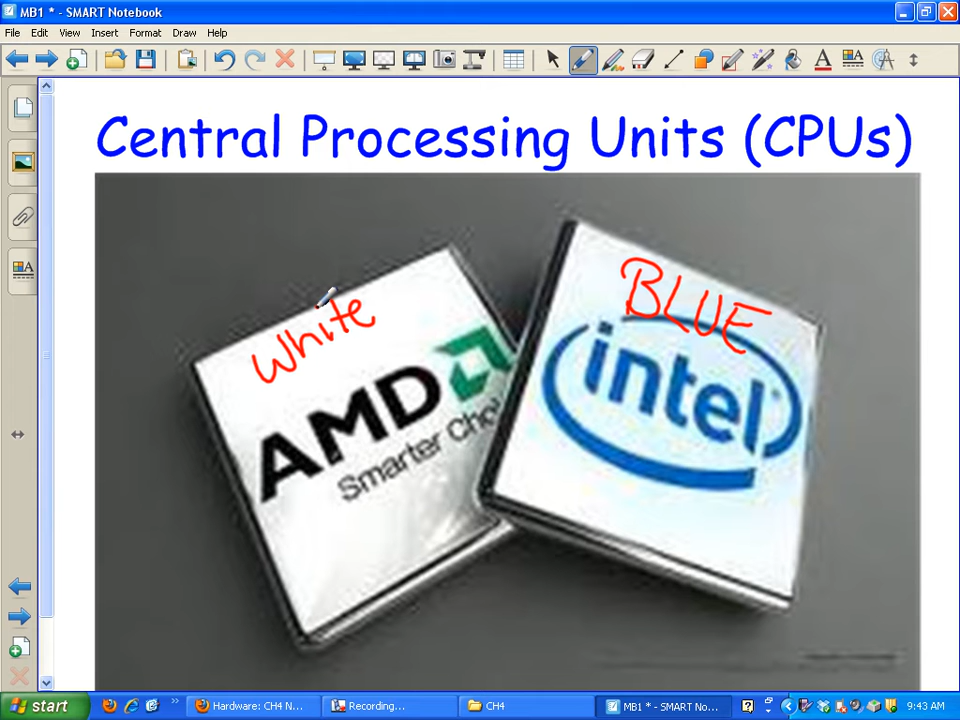 MB1 * - SMART Notebook
File Edit View Insert Format Draw Help
Central Processing Units (CPUs)
White
BLUE
AMD
Smarter
intel
start
Hardware: CH4 N...
Recording...
CH4
MB1 * - SMART No...
9:43 AM